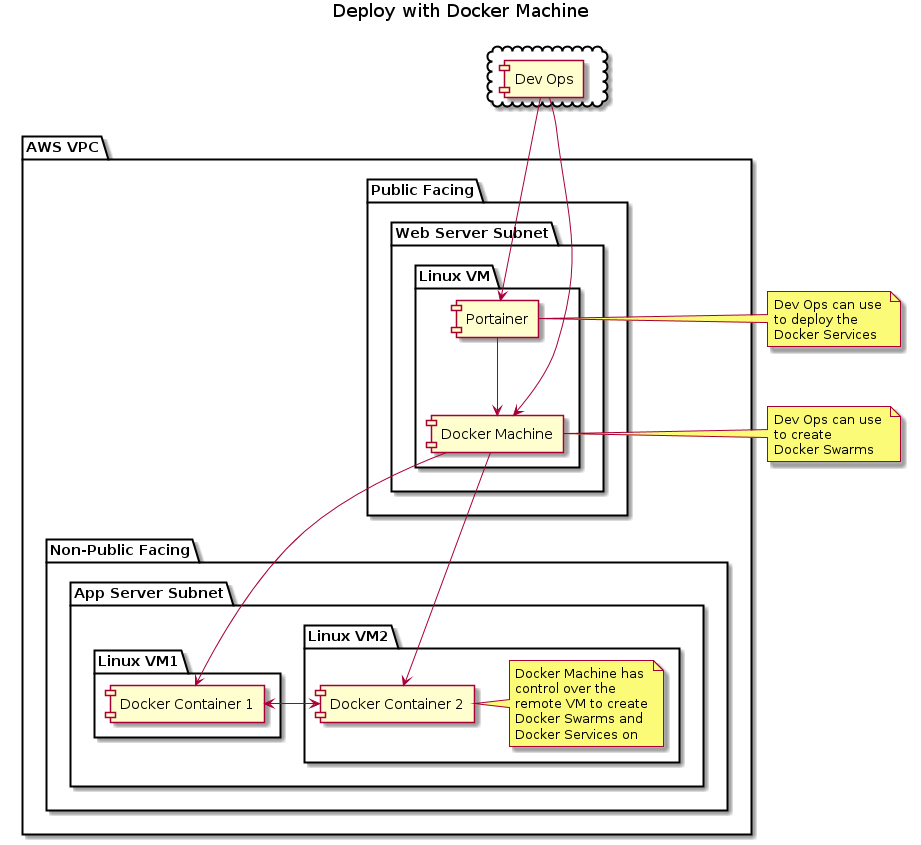 Deploy with Docker Machine
Dev Ops
AWS VPC
Public Facing
Web Server Subnet
Linux VM
Portainer
Dev Ops can use
to deploy the
Docker Services
Docker Machine
Dev Ops can use
to create
Docker Swarms
Non-Public Facing
App Server Subnet
Linux VM1
Docker Container 1
Linux VM2
Docker Container 2
Docker Machine has
control over the
remote VM to create
Docker Swarms and
Docker Services on